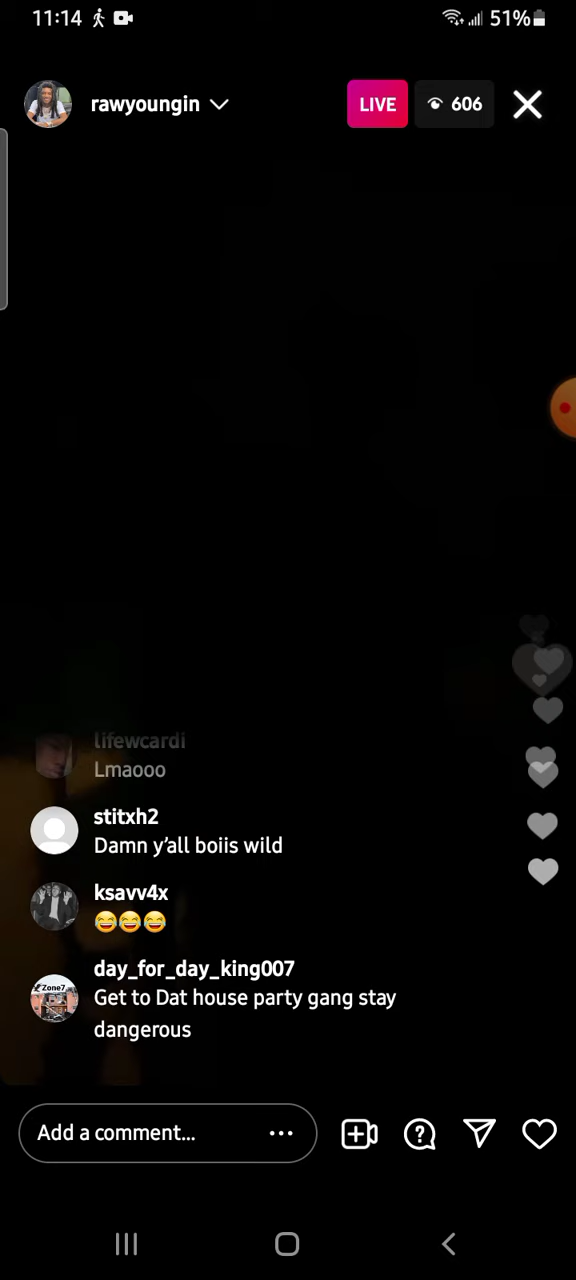 11:14 51%
rawyoungin LIVE 606
lifewcardi
Lmaooo
stitxh2
Damn y’all boiis wild
ksavv4x
😂😂😂
day_for_day_king007
Zone7
Get to Dat house party gang stay
dangerous
Add a comment...